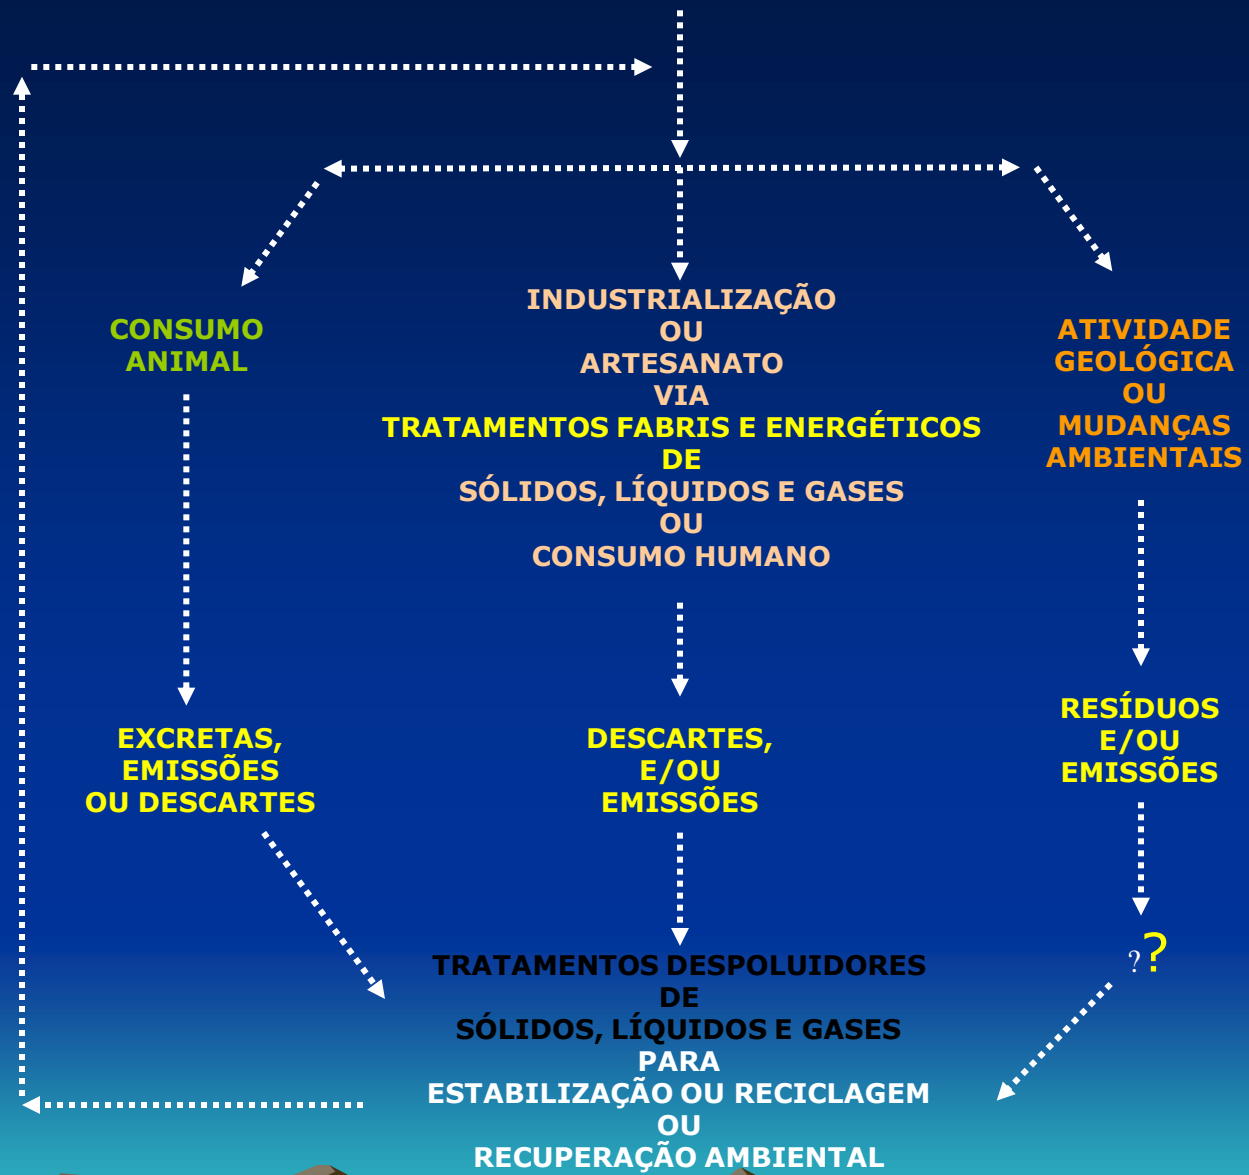 CONSUMO
ANIMAL
INDUSTRIALIZAÇÃO
OU
ARTESANATO
VIA
TRATAMENTOS FABRIS E ENERGÉTICOS
DE
SÓLIDOS, LÍQUIDOS E GASES
OU
CONSUMO HUMANO
ATIVIDADE
GEOLÓGICA
OU
MUDANÇAS
AMBIENTAIS
EXCRETAS,
EMISSÕES
OU DESCARTES
DESCARTES,
E/OU
EMISSÕES
RESÍDUOS
E/OU
EMISSÕES
??
TRATAMENTOS DESPOLUIDORES
DE
SÓLIDOS, LÍQUIDOS E GASES
PARA
ESTABILIZAÇÃO OU RECICLAGEM
OU
RECUPERAÇÃO AMBIENTAL